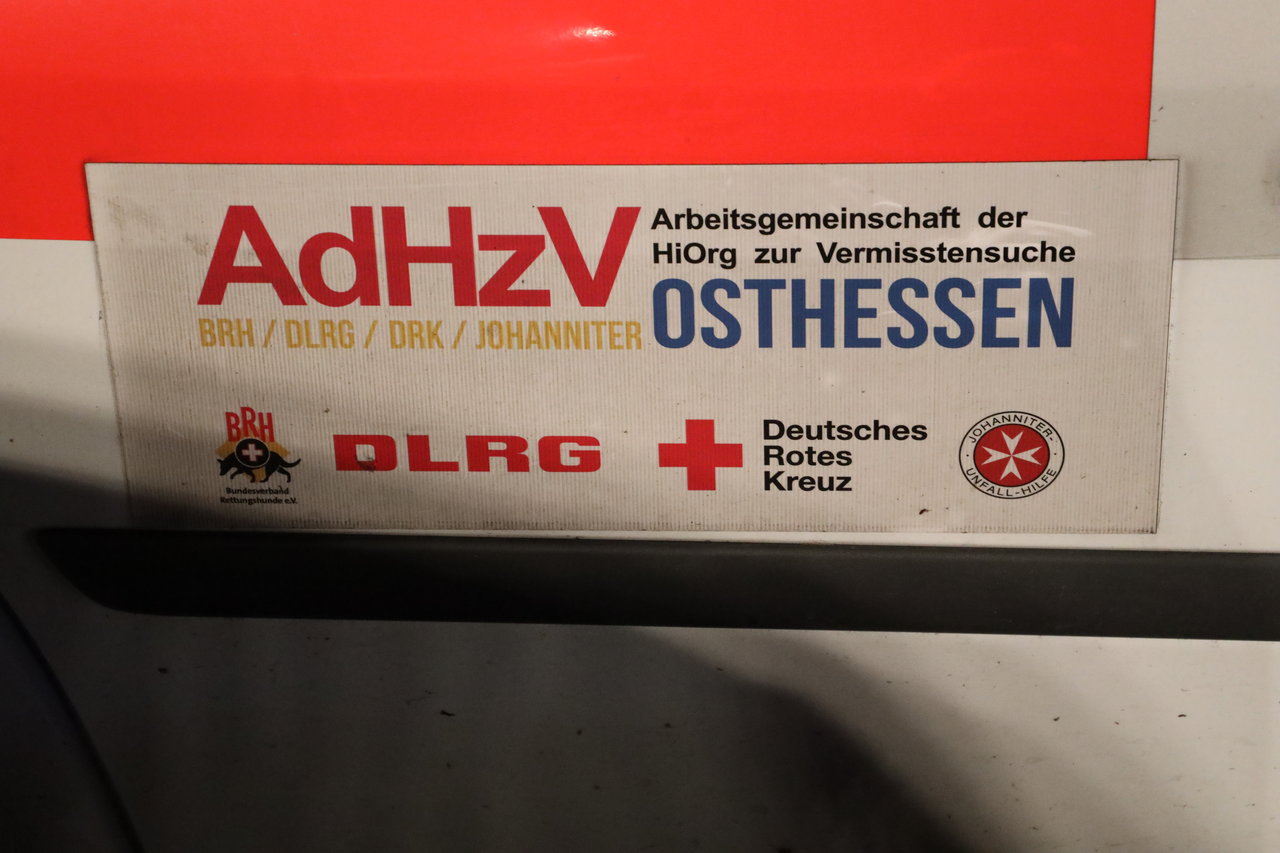 AdHzV
Arbeitsgemeinschaft der
HiOrg zur Vermisstensuche
BRH / DLRG / DRK / JOHANNITER
OSTHESSEN
BRH
Bundesverband
Rettungshunde e.V.
DLRG
Deutsches
Rotes
Kreuz
JOHANNITER-
UNFALL-HILFE